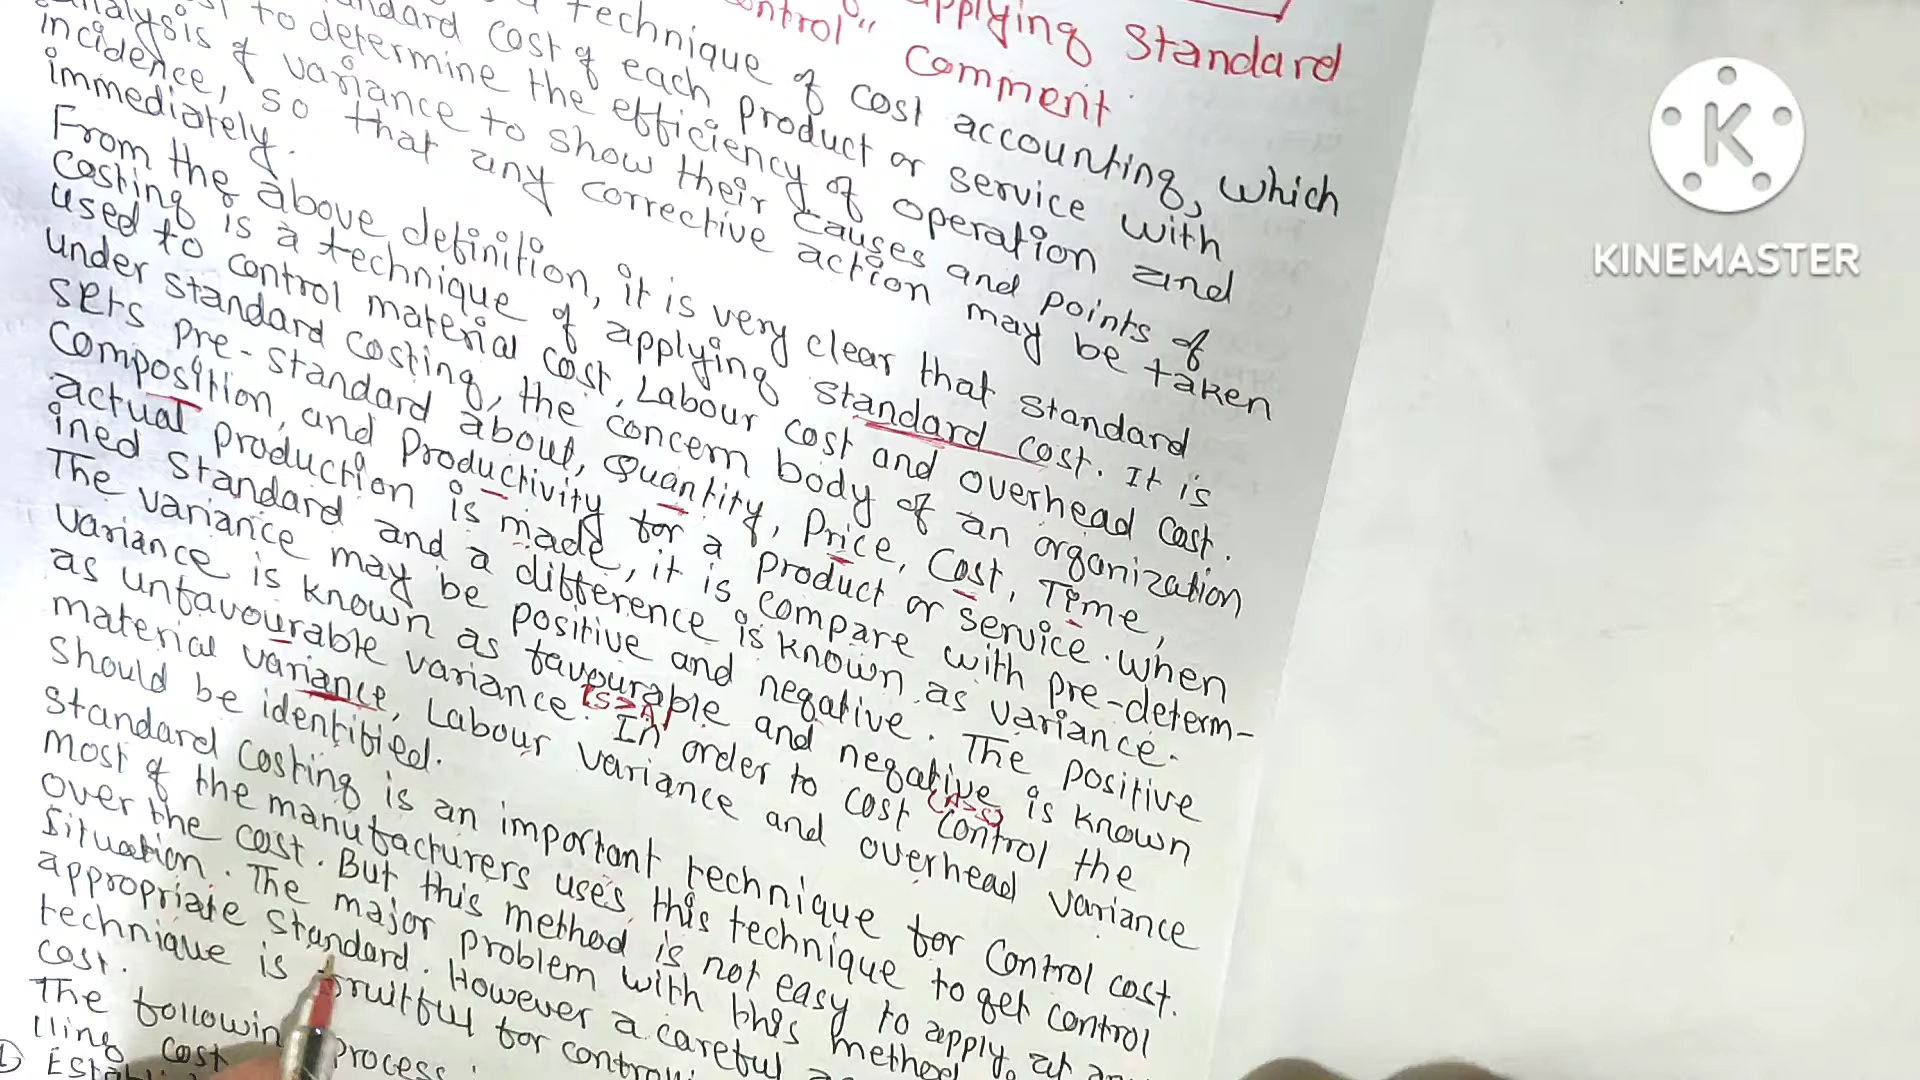 applying standard
ontrol" Comment
technique of cost accounting, which
standard cost of each product or service with
to determine the efficiency of operation and
analysis of variance to show their causes and points of
incidence, so that any corrective action may be taken
immediately.
From the above definition, it is very clear that standard
costing is a technique of applying standard cost. It is
used to control material cost, Labour cost and overhead cost.
under standard costing, the concern body of an organization
sets pre-standard about, quantity, Price, Cost, Time,
Composition, and Productivity for a product or service. When
actual production is made, it is compare with pre-determ-
ined standard and a difference is known as variance.
The variance may be positive and negative. The positive
variance is known as favourable and negative is known
(S>A) (A>S)
as unfavourable variance. In order to cost control the
material variance, Labour variance and overhead variance
should be identified.
Standard costing is an important technique for control cost.
most of the manufacturers uses this technique to get control
over the cost. But this method is not easy to apply at
Situation. The major problem with this method
appropriate standard. However a careful
technique is fruitful for
cost.
The followin process
lling cost
KINEMASTER